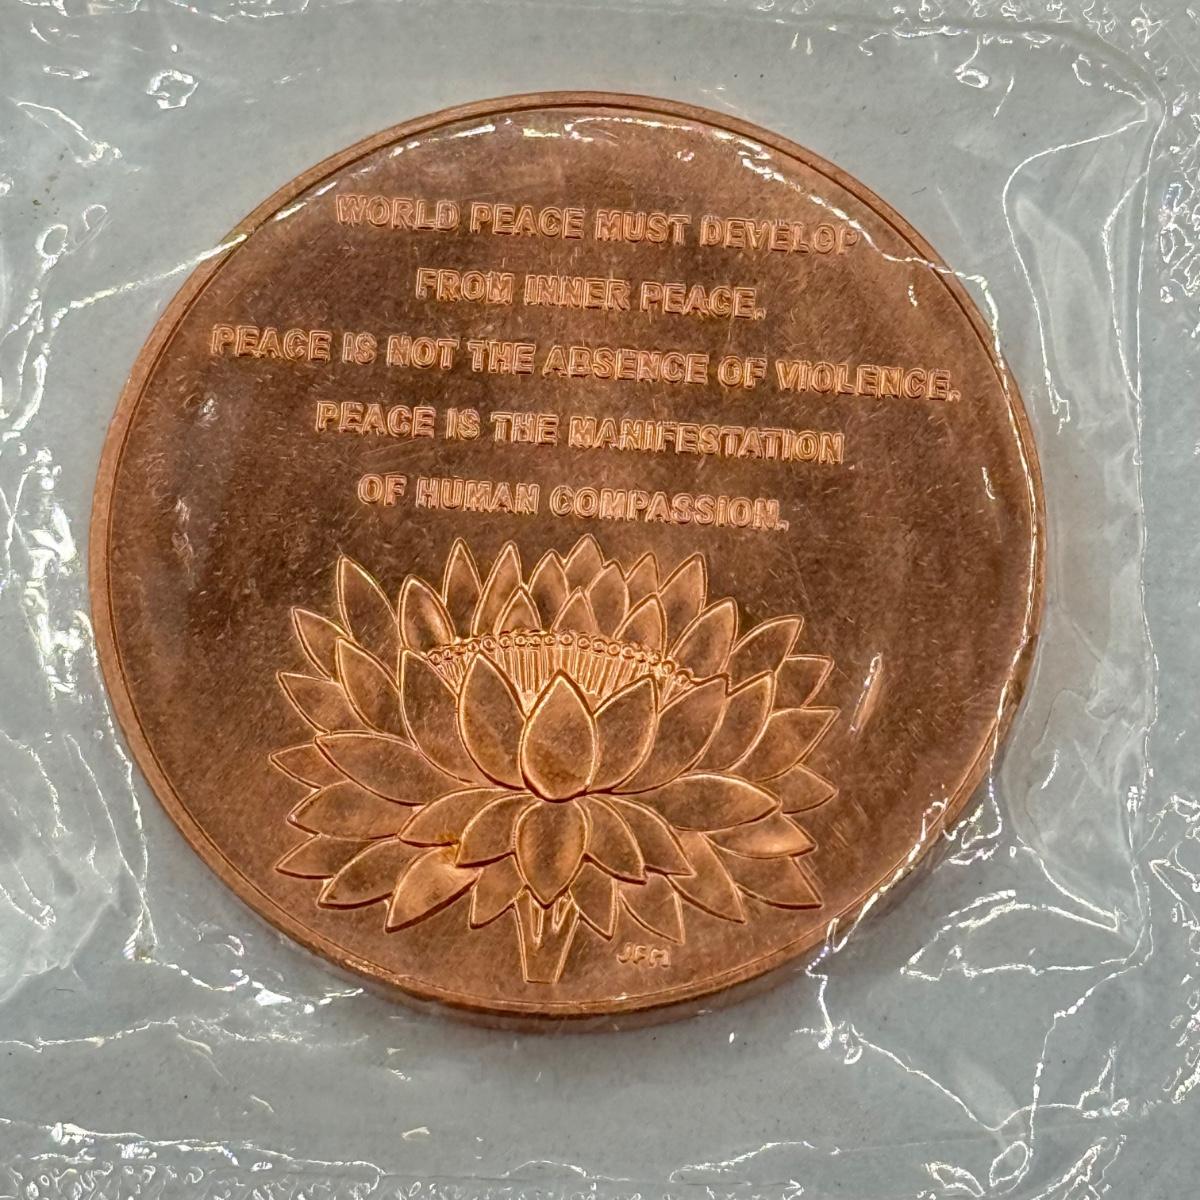 WORLD PEACE MUST DEVELOP
FROM INNER PEACE.
PEACE IS NOT THE ABSENCE OF VIOLENCE.
PEACE IS THE MANIFESTATION
OF HUMAN COMPASSION.
JFM